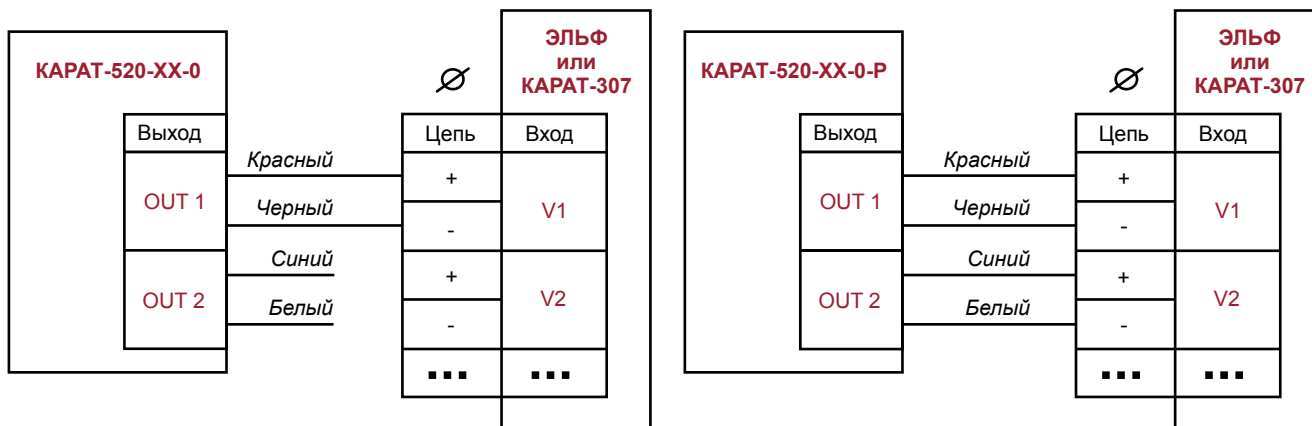 КАРАТ-520-ХХ-0
ЭЛЬФ
или
КАРАТ-307
Выход
Цепь
Вход
Красный
+
OUT 1
V1
Черный
-
Синий
+
OUT 2
V2
Белый
-
...
...
КАРАТ-520-ХХ-0-Р
ЭЛЬФ
или
КАРАТ-307
Выход
Цепь
Вход
Красный
+
OUT 1
V1
Черный
-
Синий
+
OUT 2
V2
Белый
-
...
...